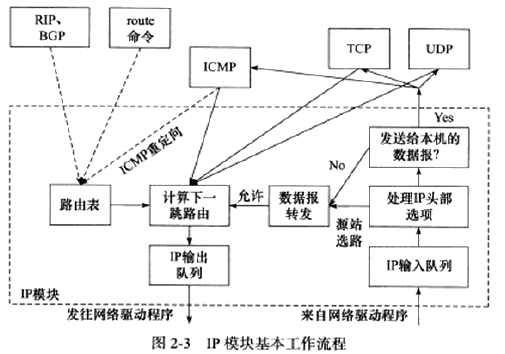 RIP、
BGP
route
命令
ICMP
TCP
UDP
ICMP重定向
Yes
发送给本机的
数据报?
No
路由表
计算下一
跳路由
允许
数据报
转发
源站
选路
处理IP头部
选项
IP输出
队列
IP输入队列
IP模块
发往网络驱动程序
来自网络驱动程序
图 2-3 IP 模块基本工作流程